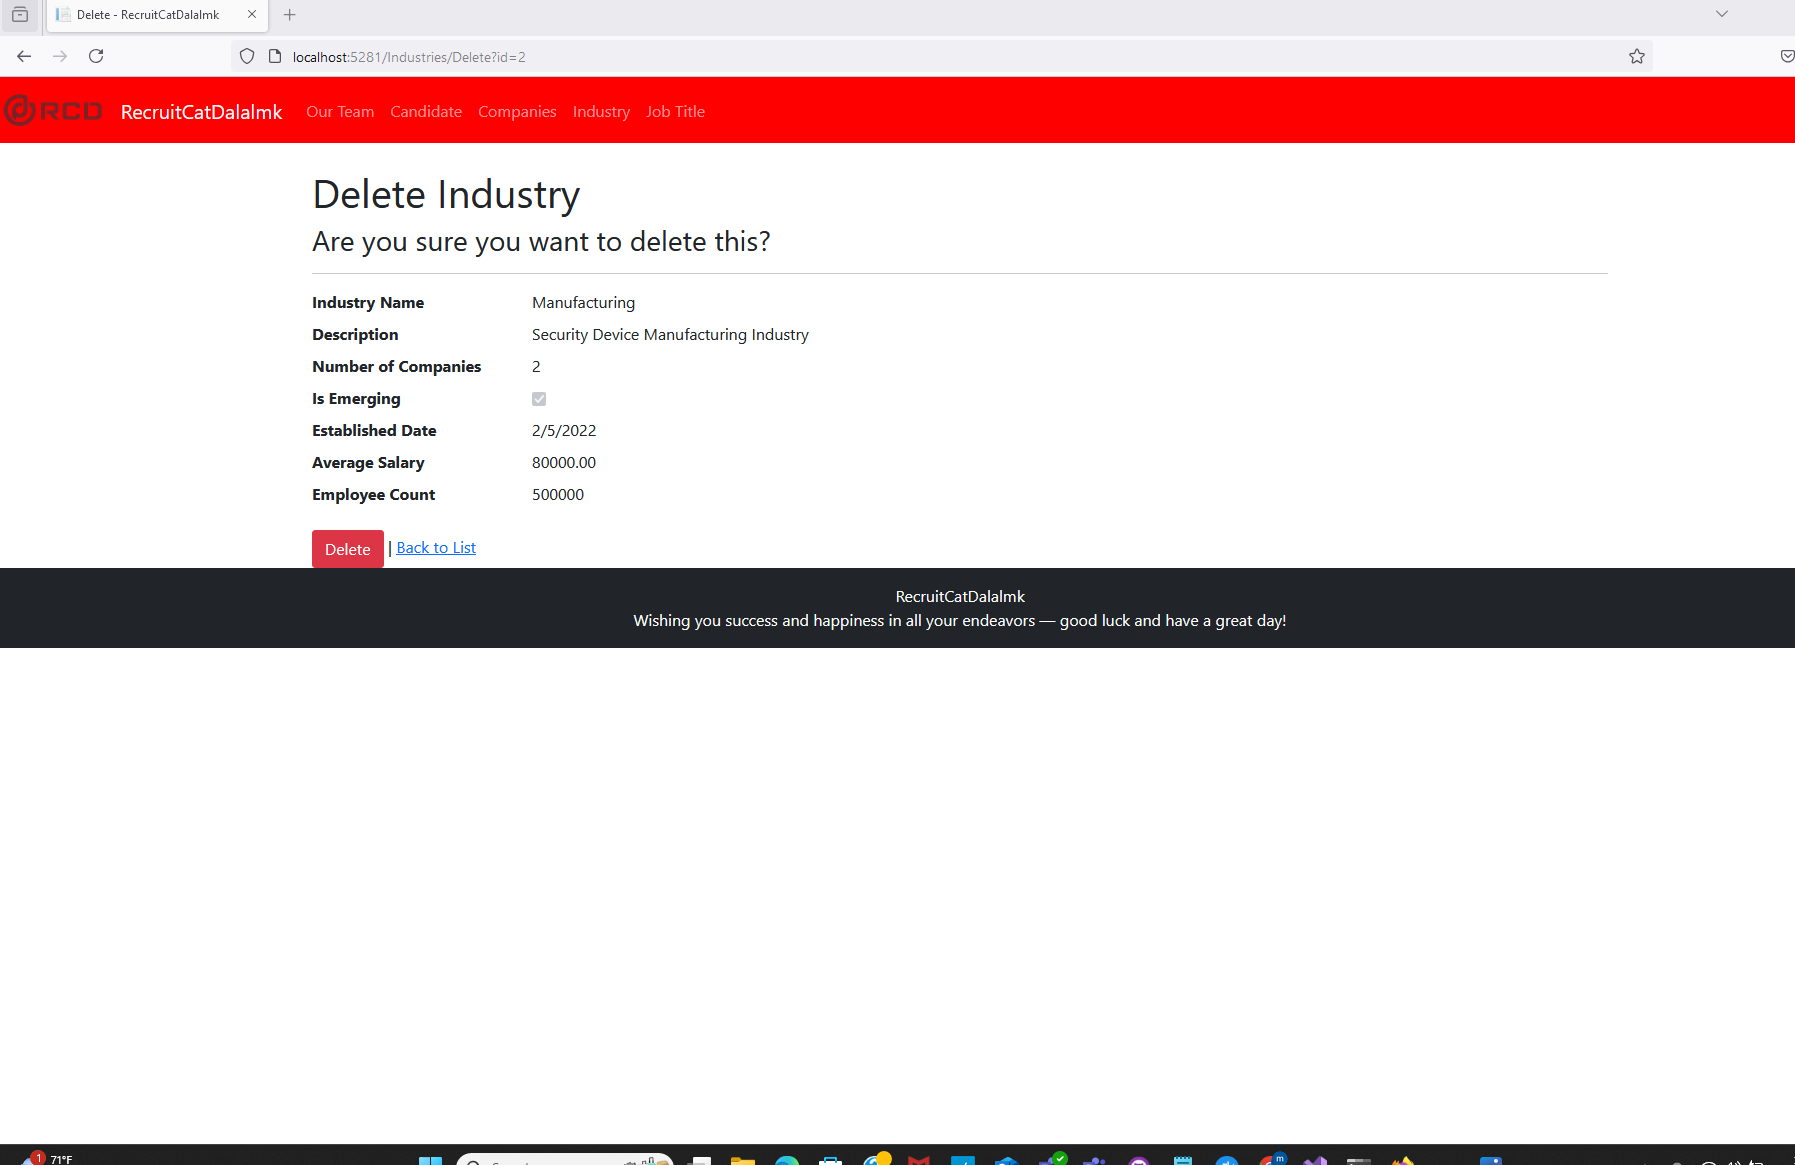 Delete - RecruitCatDalalmk
localhost:5281/Industries/Delete?id=2
RCD RecruitCatDalalmk Our Team Candidate Companies Industry Job Title
Delete Industry
Are you sure you want to delete this?
Industry Name Manufacturing
Description Security Device Manufacturing Industry
Number of Companies 2
Is Emerging
Established Date 2/5/2022
Average Salary 80000.00
Employee Count 500000
Delete | Back to List
RecruitCatDalalmk
Wishing you success and happiness in all your endeavors — good luck and have a great day!
1 71°F